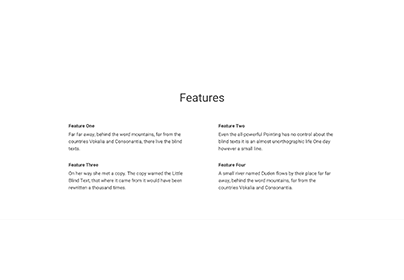 Features
Feature One
Far far away, behind the word mountains, far from the
countries Vokalia and Consonantia, there live the blind
texts.
Feature Two
Even the all-powerful Pointing has no control about the
blind texts it is an almost unorthographic life One day
however a small line.
Feature Three
On her way she met a copy. The copy warned the Little
Blind Text, that where it came from it would have been
rewritten a thousand times.
Feature Four
A small river named Duden flows by their place far far
away, behind the word mountains, far from the
countries Vokalia and Consonantia.